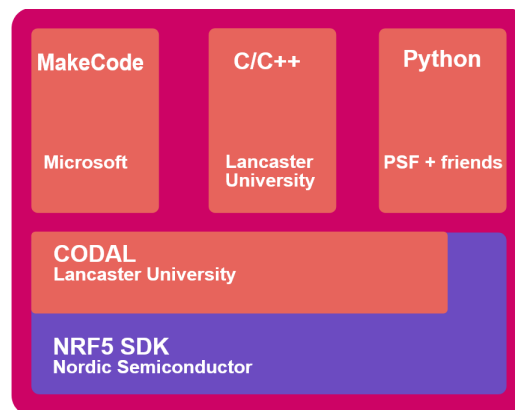 MakeCode
Microsoft
C/C++
Lancaster
University
Python
PSF + friends
CODAL
Lancaster University
NRF5 SDK
Nordic Semiconductor